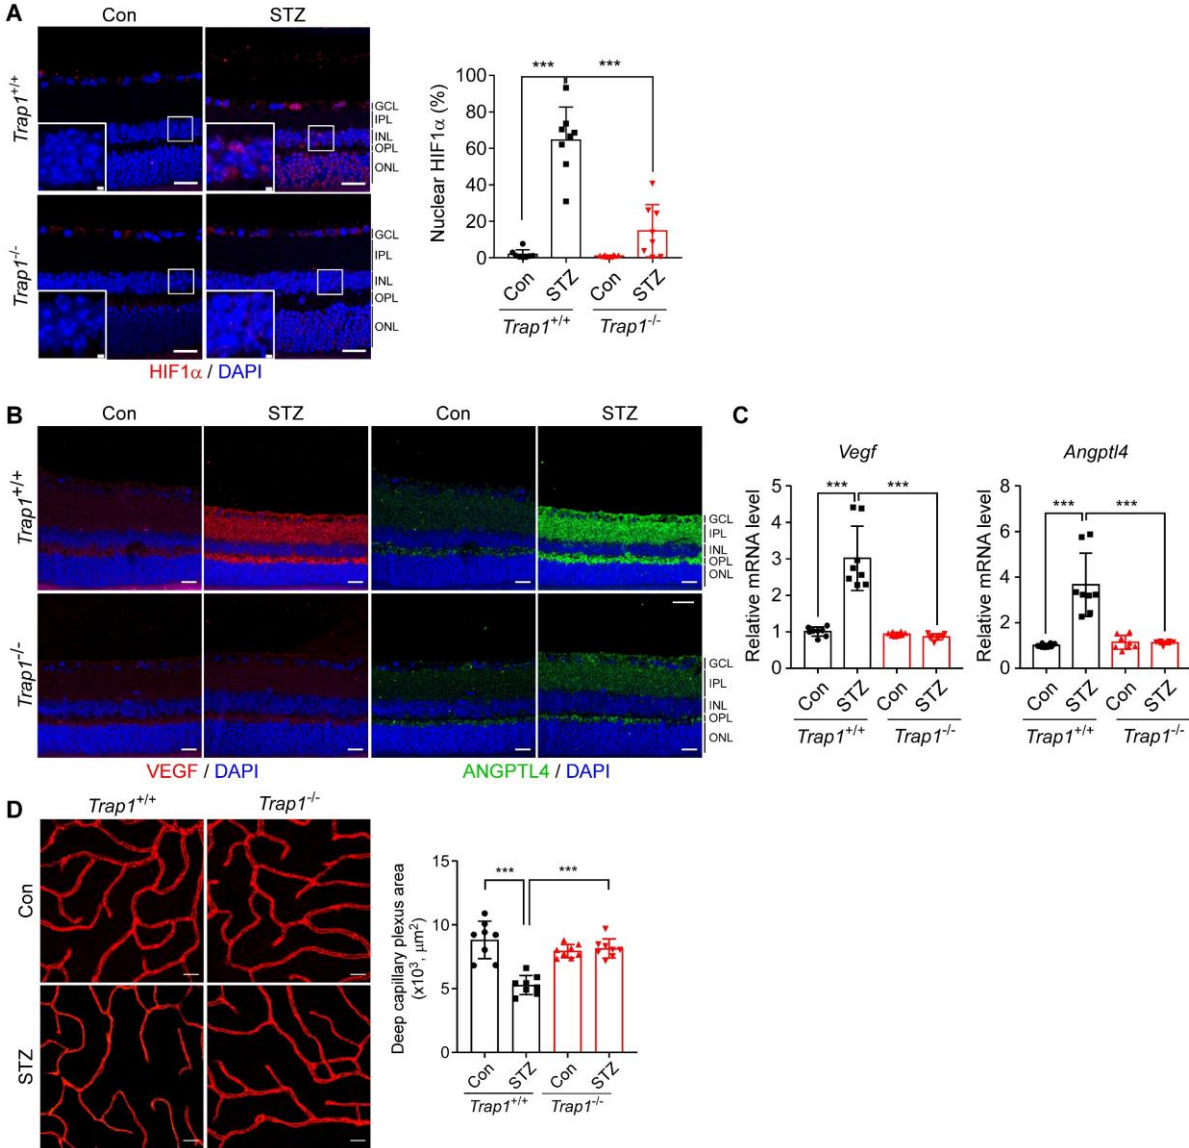 A
Con STZ
Trap1+/+
Trap1-/-
GCL
IPL
INL
OPL
ONL
GCL
IPL
INL
OPL
ONL
HIF1α / DAPI
Nuclear HIF1α (%)
100
80
60
40
20
0
*** ***
Con STZ Con STZ
Trap1+/+ Trap1-/-
B
Con STZ Con STZ
Trap1+/+
Trap1-/-
GCL
IPL
INL
OPL
ONL
GCL
IPL
INL
OPL
ONL
VEGF / DAPI ANGPTL4 / DAPI
C
Vegf
Relative mRNA level
5
4
3
2
1
0
*** ***
Con STZ Con STZ
Trap1+/+ Trap1-/-
Angptl4
Relative mRNA level
8
6
4
2
0
*** ***
Con STZ Con STZ
Trap1+/+ Trap1-/-
D
Trap1+/+ Trap1-/-
Con
STZ
Deep capillary plexus area
(x10³, μm²)
15
10
5
0
*** ***
Con STZ Con STZ
Trap1+/+ Trap1-/-